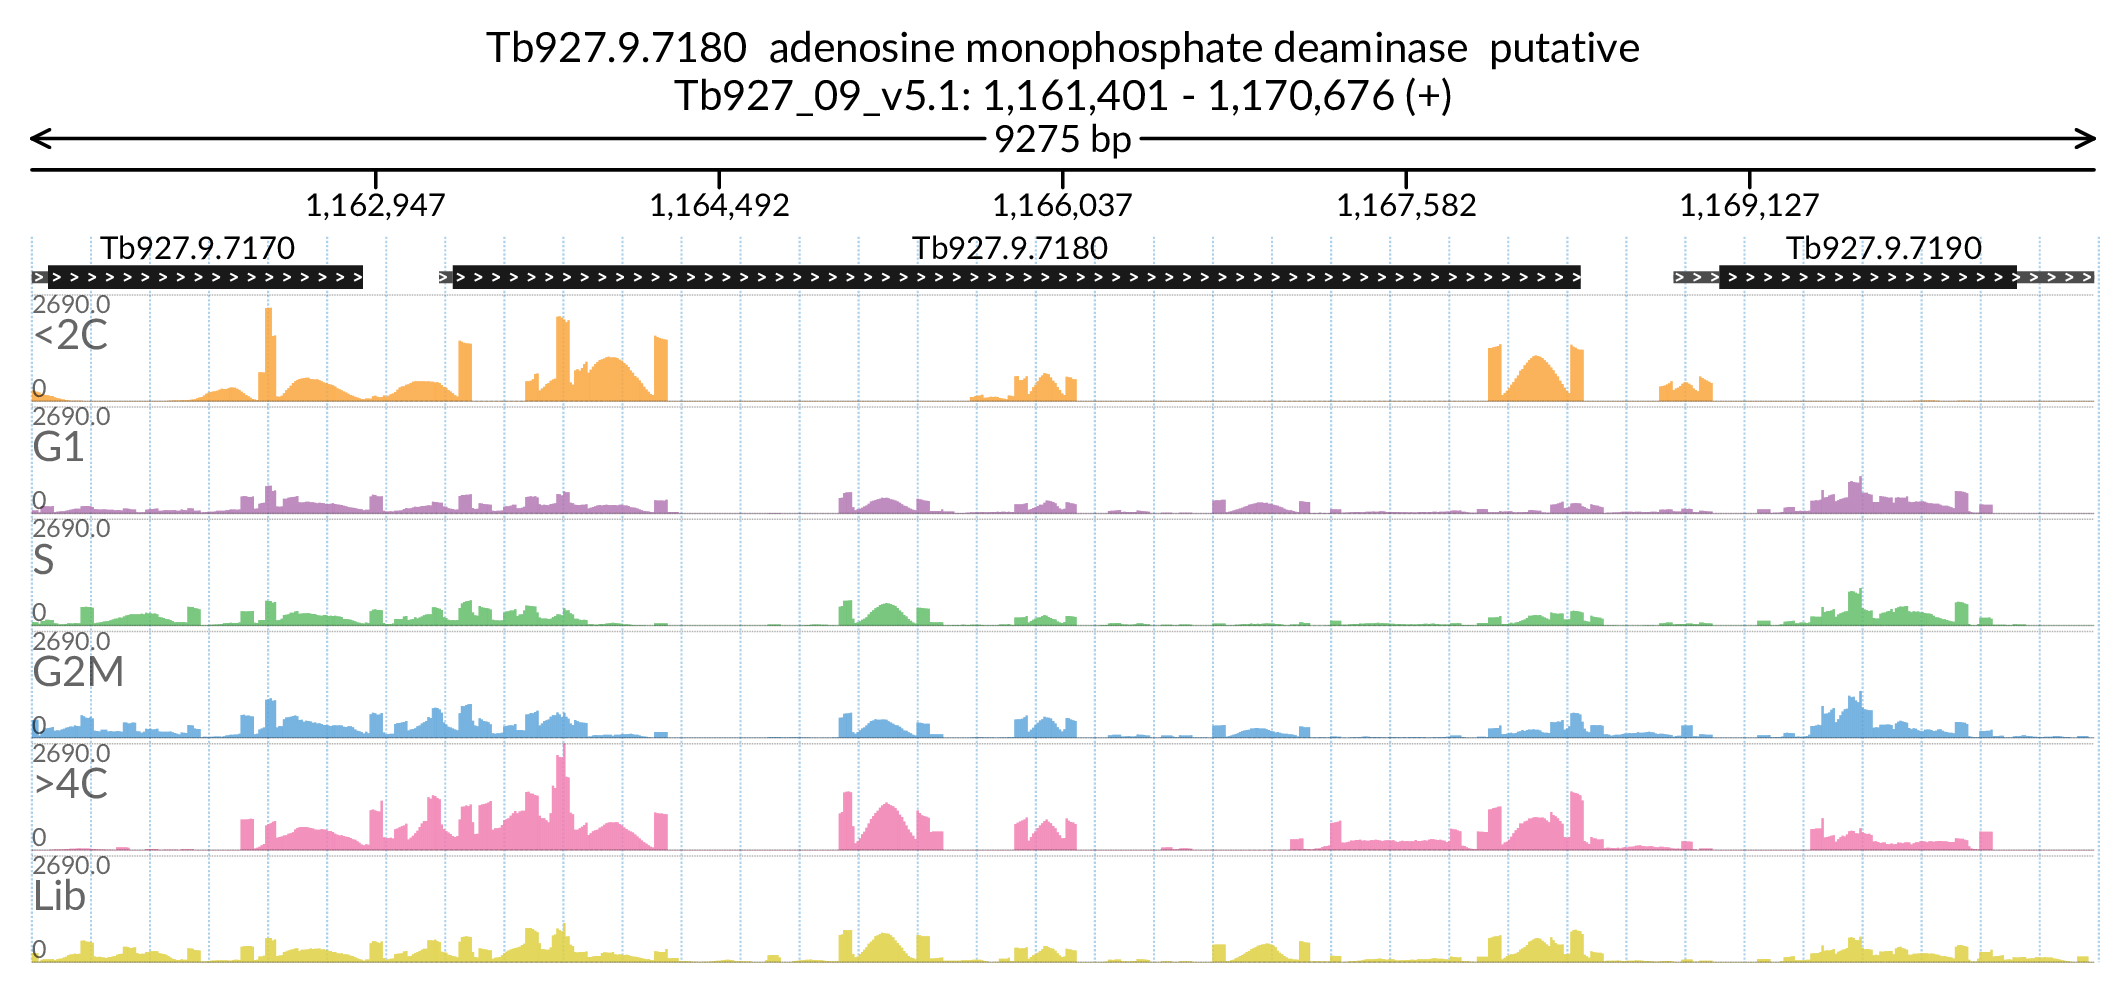 Tb927.9.7180  adenosine monophosphate deaminase  putative
Tb927_09_v5.1: 1,161,401 - 1,170,676 (+)
9275 bp
1,162,947 1,164,492 1,166,037 1,167,582 1,169,127
Tb927.9.7170 Tb927.9.7180 Tb927.9.7190
2690.0
<2C
0
2690.0
G1
0
2690.0
S
0
2690.0
G2M
0
2690.0
>4C
0
2690.0
Lib
0